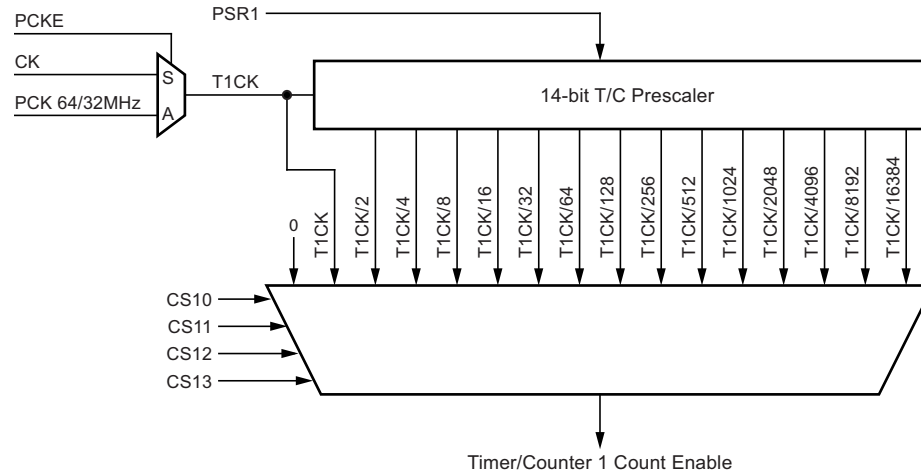 PCKE
PSR1
CK
S
T1CK
14-bit T/C Prescaler
PCK 64/32MHz
A
0
T1CK
T1CK/2
T1CK/4
T1CK/8
T1CK/16
T1CK/32
T1CK/64
T1CK/128
T1CK/256
T1CK/512
T1CK/1024
T1CK/2048
T1CK/4096
T1CK/8192
T1CK/16384
CS10
CS11
CS12
CS13
Timer/Counter 1 Count Enable